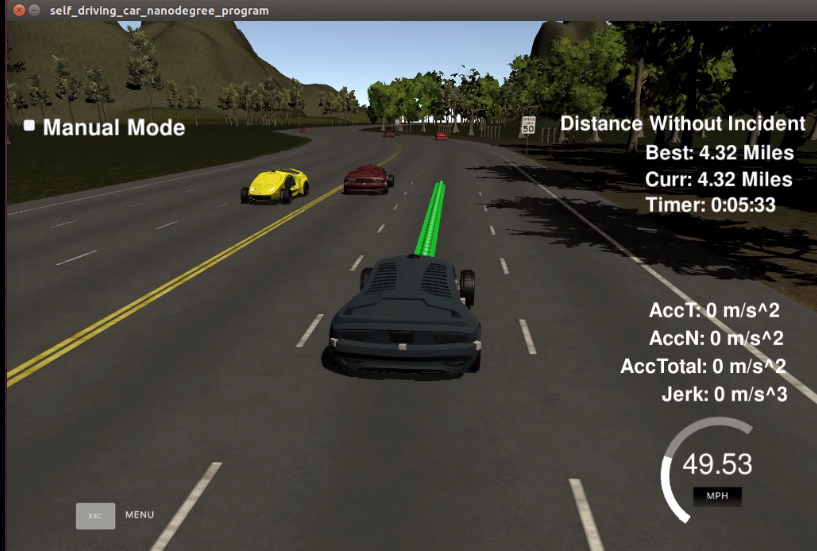 self_driving_car_nanodegree_program
Manual Mode
50
Distance Without Incident
Best: 4.32 Miles
Curr: 4.32 Miles
Timer: 0:05:33
AccT: 0 m/s^2
AccN: 0 m/s^2
AccTotal: 0 m/s^2
Jerk: 0 m/s^3
49.53
MPH
ESC
MENU